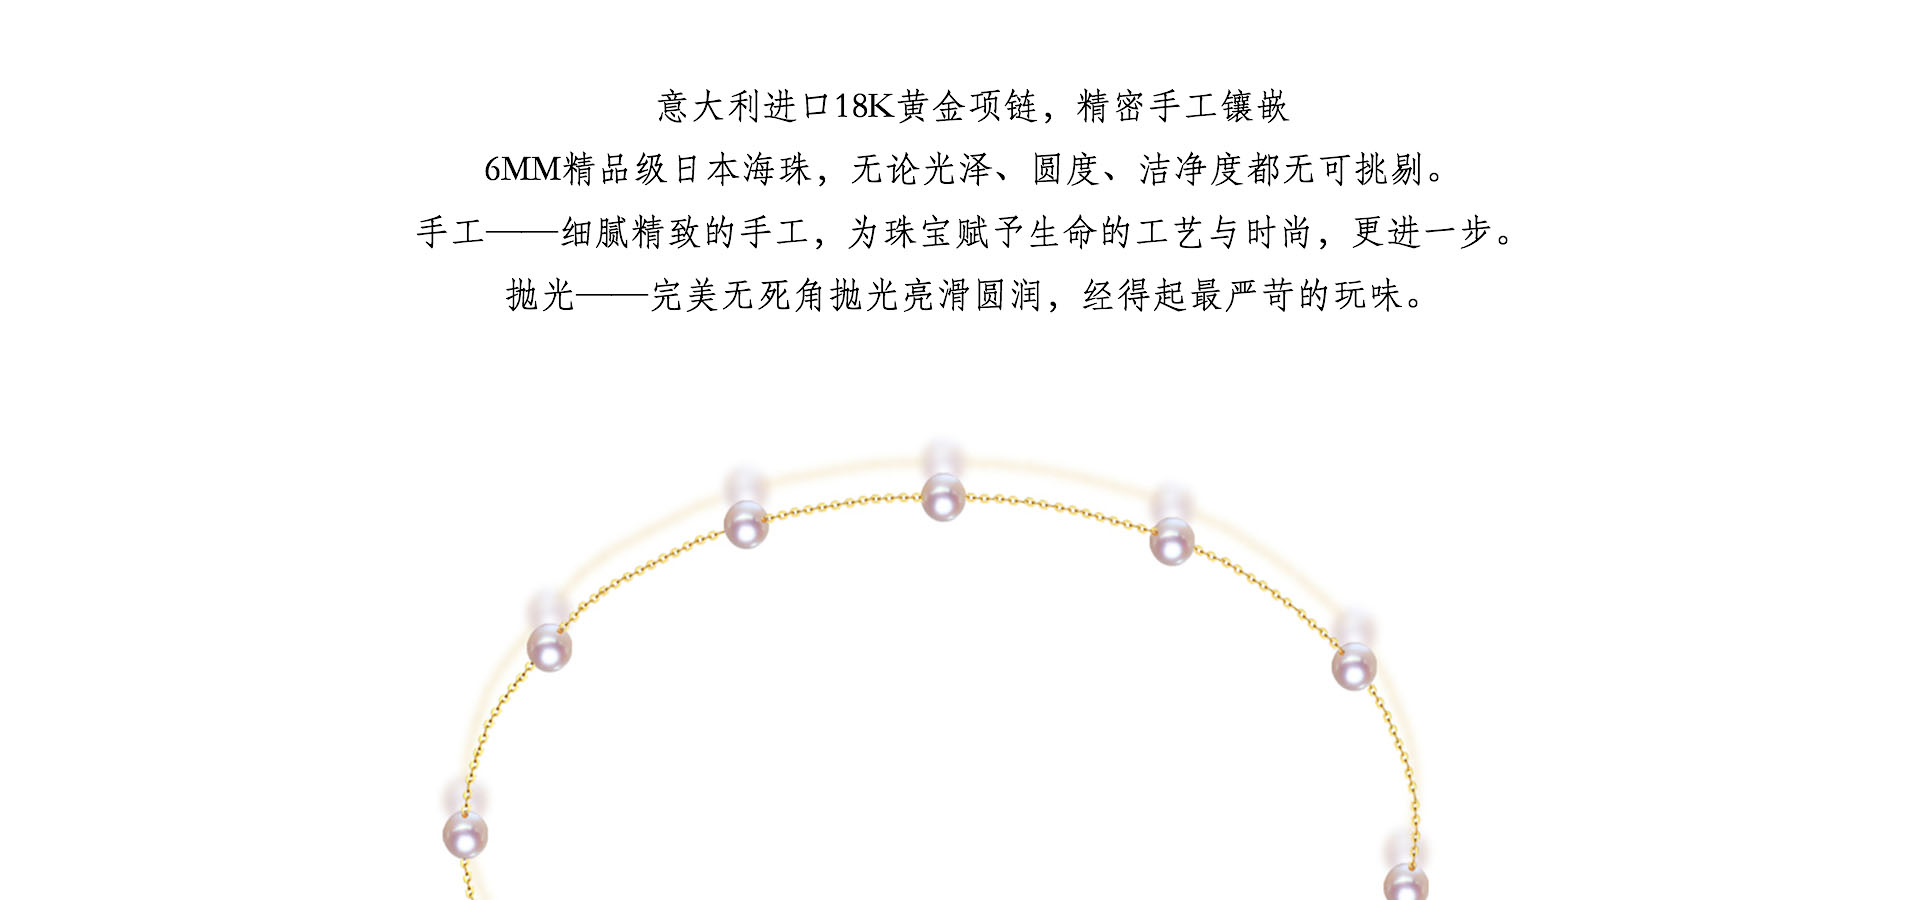 意大利进口18K黄金项链，精密手工镶嵌
6MM精品级日本海珠，无论光泽、圆度、洁净度都无可挑剔。
手工——细腻精致的手工，为珠宝赋予生命的工艺与时尚，更进一步。
抛光——完美无死角抛光亮滑圆润，经得起最严苛的玩味。